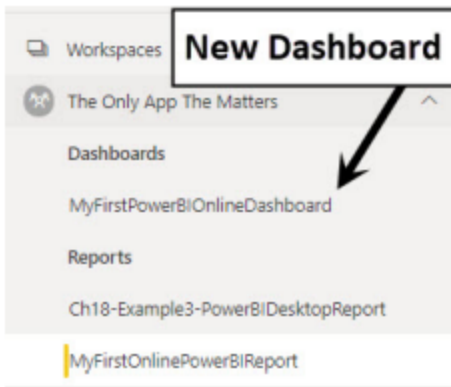 New Dashboard
Workspaces
The Only App The Matters
Dashboards
MyFirstPowerBIOnlineDashboard
Reports
Ch18-Example3-PowerBIDesktopReport
MyFirstOnlinePowerBIReport